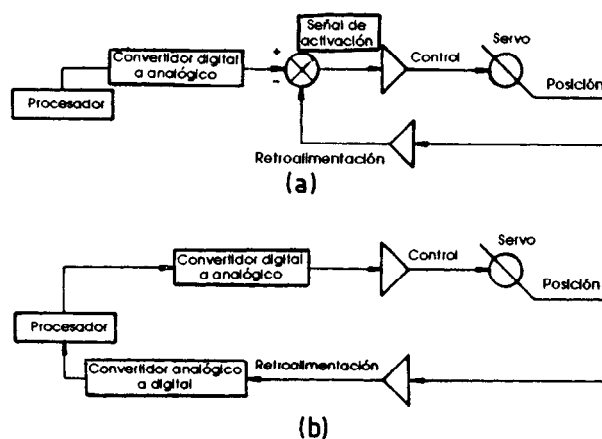 Señal de
activación
Servo
Convertidor digital
a analógico
+
-
Control
Posición
Procesador
Retroalimentación
(a)
Convertidor digital
a analógico
Control
Servo
Posición
Procesador
Convertidor analógico
a digital
Retroalimentación
(b)